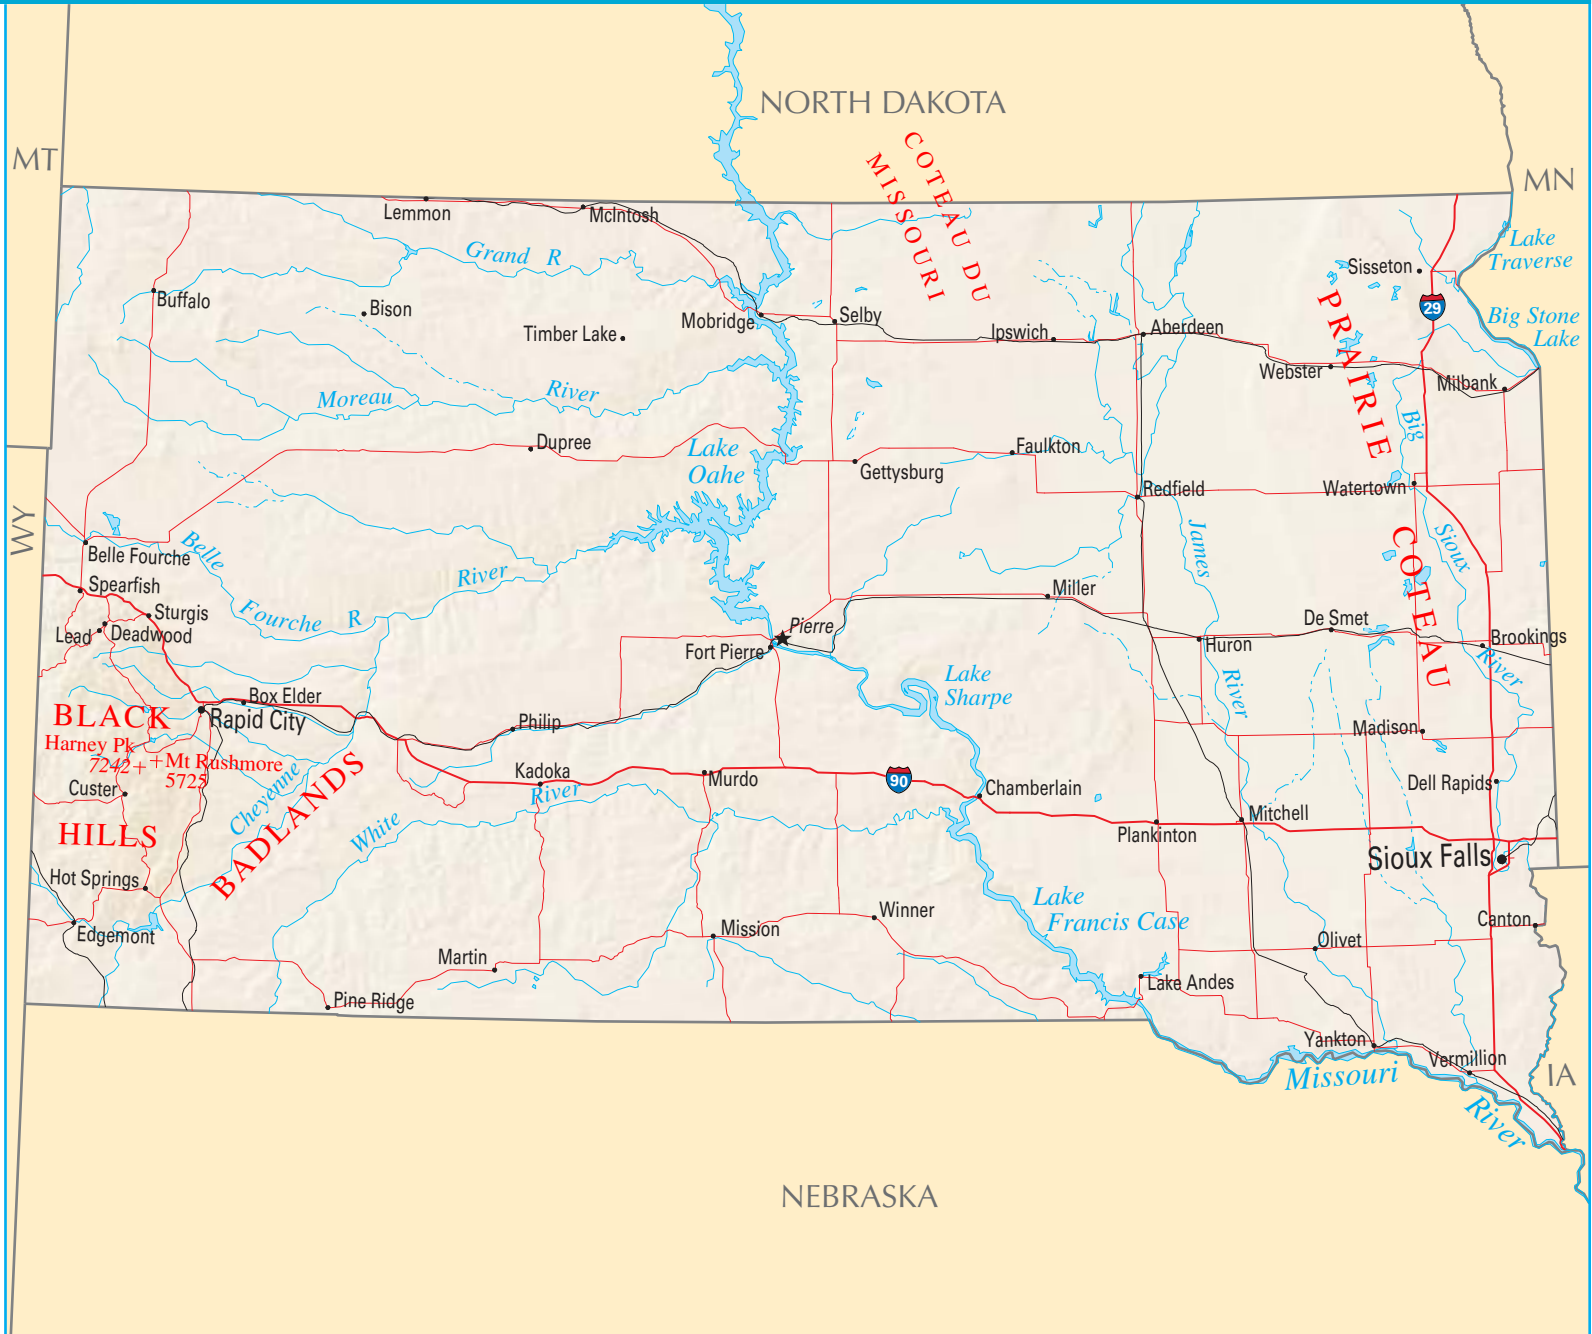 NORTH DAKOTA
MT
MN
COTEAU DU
MISSOURI
Lemmon
McIntosh
Grand R
Lake
Traverse
Sisseton
Buffalo
Bison
Timber Lake
Mobridge
Selby
Ipswich
Aberdeen
29
Big Stone
Lake
PRAIRIE
Webster
Milbank
Moreau
River
Big
Dupree
Lake
Oahe
Gettysburg
Faulkton
Redfield
Watertown
WY
Belle Fourche
Belle
Fourche R
River
James
River
COTEAU
Sioux
River
Spearfish
Sturgis
Lead
Deadwood
Miller
De Smet
Pierre
Fort Pierre
Huron
Brookings
Lake
Sharpe
Box Elder
Rapid City
BLACK
HILLS
Harney Pk
7242+
+Mt Rushmore
5725
Philip
Madison
Custer
Cheyenne
BADLANDS
Kadoka
River
White
Murdo
90
Chamberlain
Dell Rapids
Plankinton
Mitchell
Sioux Falls
Hot Springs
Edgemont
Lake
Francis Case
Winner
Mission
Canton
Martin
Olivet
Pine Ridge
Lake Andes
Yankton
Vermillion
Missouri
River
IA
NEBRASKA